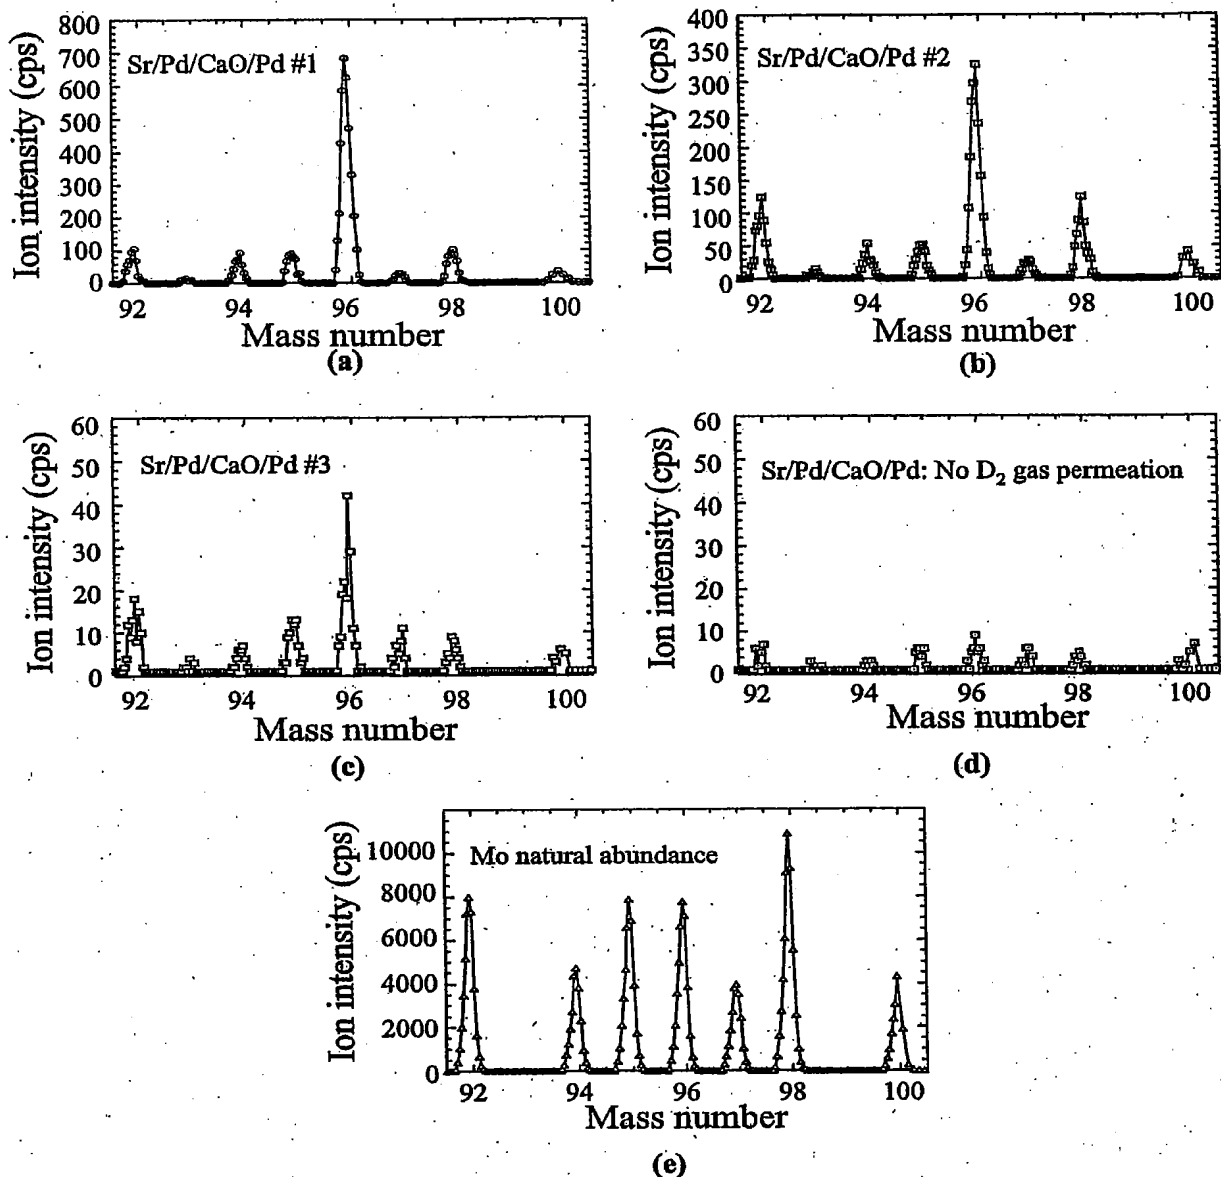 800
700
600
500
400
300
200
100
0
Ion intensity (cps)
Sr/Pd/CaO/Pd #1
92 94 96 98 100
Mass number
(a)
400
350
300
250
200
150
100
50
0
Ion intensity (cps)
Sr/Pd/CaO/Pd #2
92 94 96 98 100
Mass number
(b)
60
50
40
30
20
10
0
Ion intensity (cps)
Sr/Pd/CaO/Pd #3
92 94 96 98 100
Mass number
(c)
60
50
40
30
20
10
0
Ion intensity (cps)
Sr/Pd/CaO/Pd: No D₂ gas permeation
92 94 96 98 100
Mass number
(d)
10000
8000
6000
4000
2000
0
Ion intensity (cps)
Mo natural abundance
92 94 96 98 100
Mass number
(e)